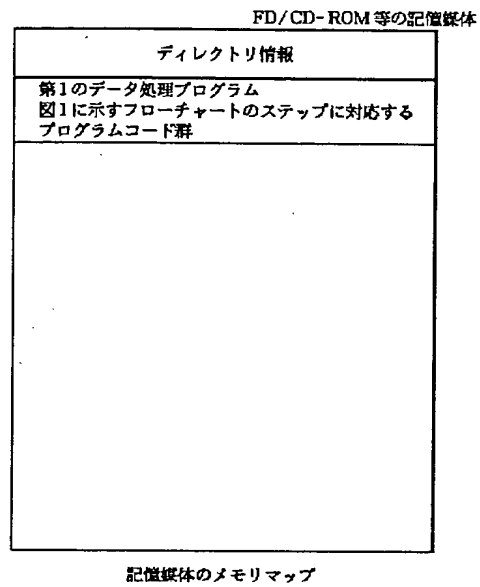 FD/CD-ROM等の記憶媒体
ディレクトリ情報
第1のデータ処理プログラム
図1に示すフローチャートのステップに対応する
プログラムコード群
記憶媒体のメモリマップ